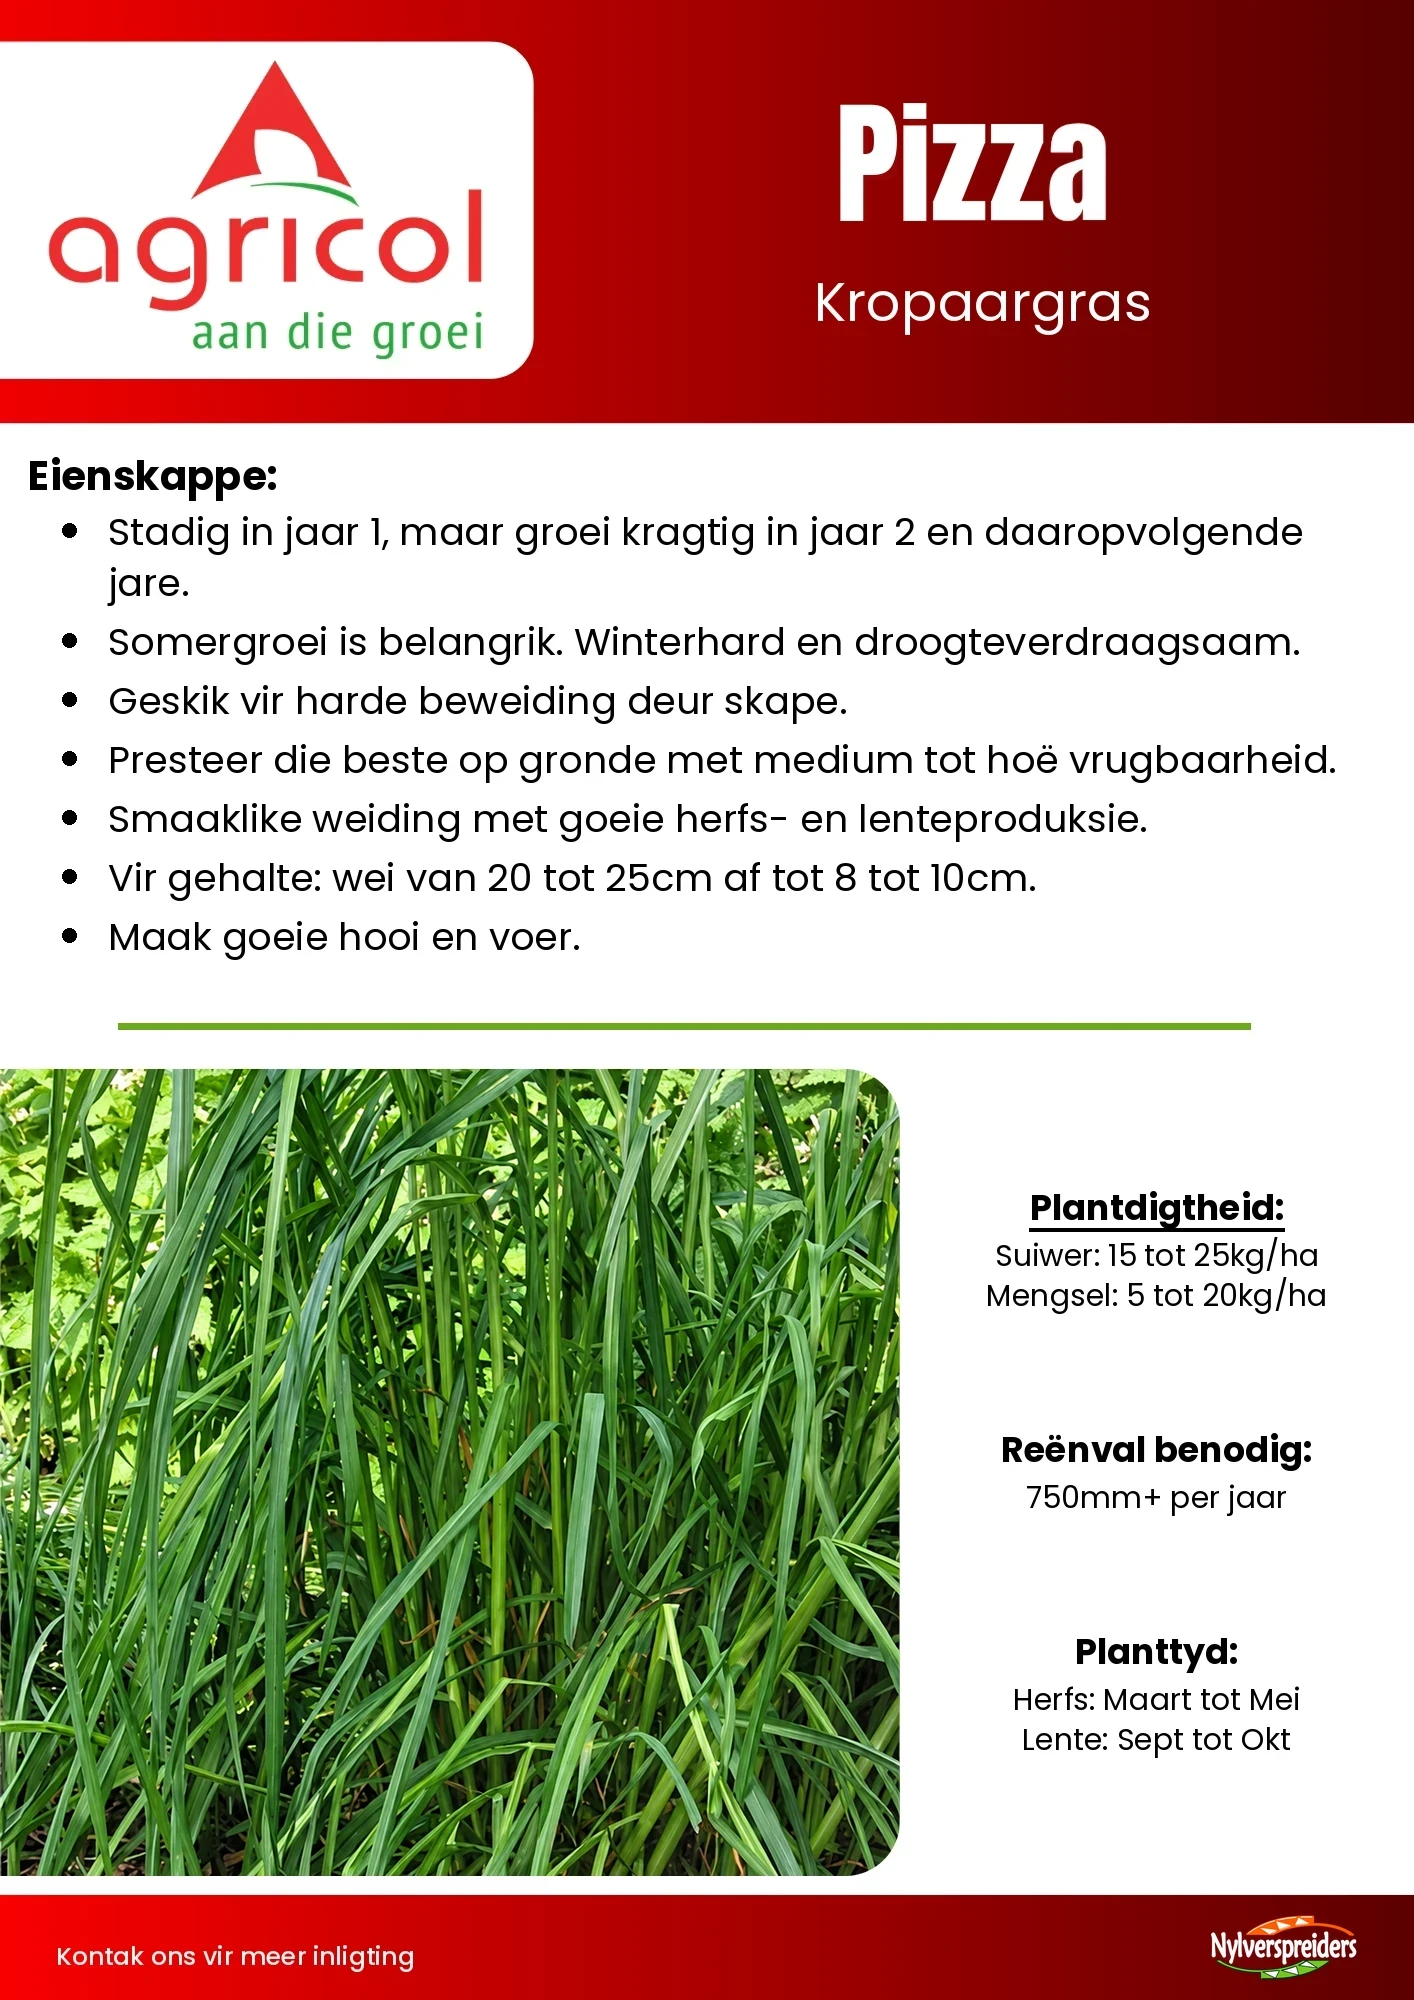 agricol
aan die groei
Pizza
Kropaargras
Eienskappe:
Stadig in jaar 1, maar groei kragtig in jaar 2 en daaropvolgende
jare.
Somergroei is belangrik. Winterhard en droogteverdraagsaam.
Geskik vir harde beweiding deur skape.
Presteer die beste op gronde met medium tot hoë vrugbaarheid.
Smaaklike weiding met goeie herfs- en lenteproduksie.
Vir gehalte: wei van 20 tot 25cm af tot 8 tot 10cm.
Maak goeie hooi en voer.
Plantdigtheid:
Suiwer: 15 tot 25kg/ha
Mengsel: 5 tot 20kg/ha
Reënval benodig:
750mm+ per jaar
Planttyd:
Herfs: Maart tot Mei
Lente: Sept tot Okt
Kontak ons vir meer inligting
Nylverspreiders